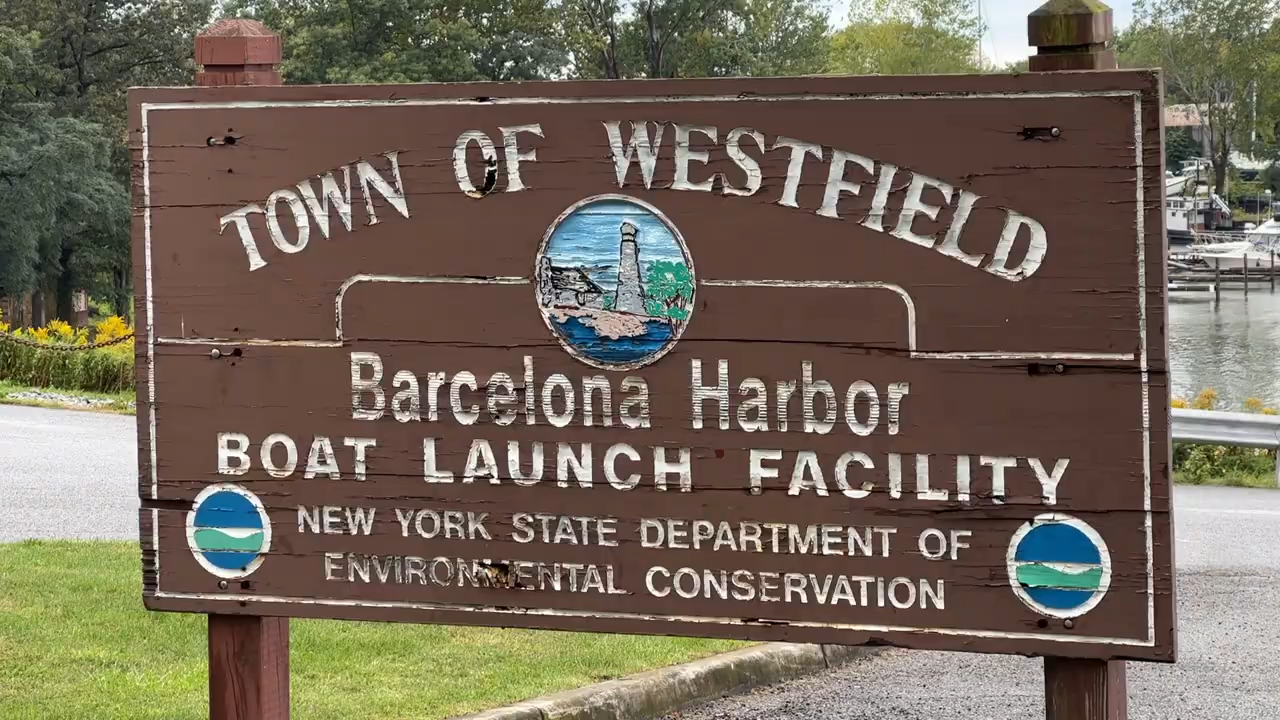 TOWN OF WESTFIELD
Barcelona Harbor
BOAT LAUNCH FACILITY
NEW YORK STATE DEPARTMENT OF
ENVIRONMENTAL CONSERVATION